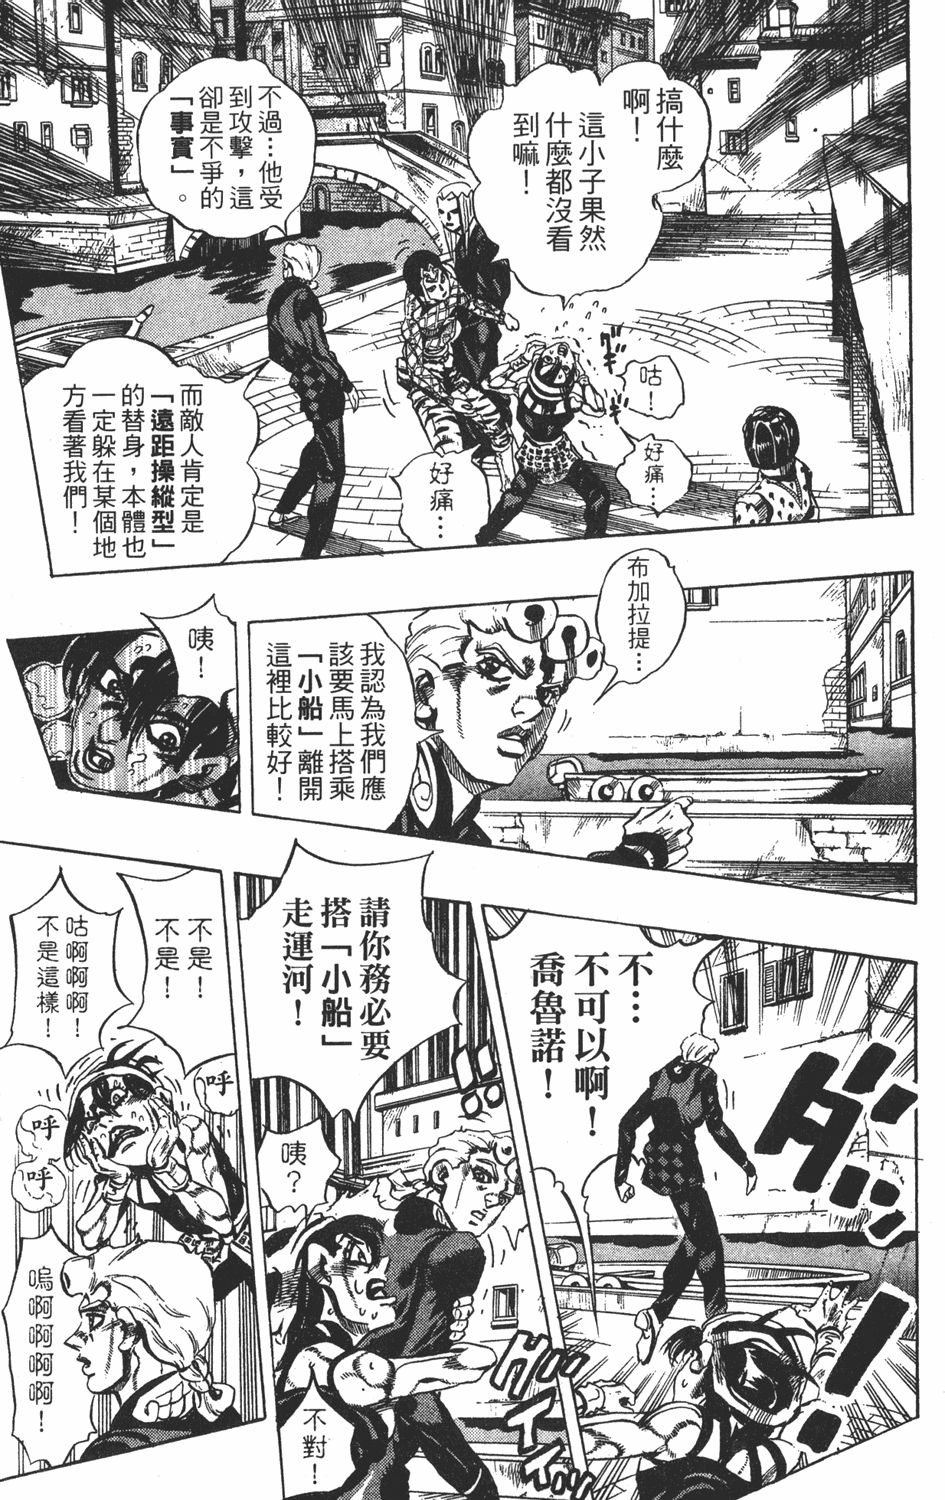 搞什麼
啊！
這小子果然
什麼都沒看
到嘛！
咕！
グギ
好痛…
好痛…
不過…他受
到攻擊，這
卻是不爭的
「事實」。
而敵人肯定是
「遠距操縱型」
的替身，本體也
一定躲在某個地
方看著我們！
布加拉提…
我認為我們應
該要馬上搭乘
「小船」離開
這裡比較好！
咦！
不…
不可以啊！
喬魯諾！
ダッ！
請你務必要
搭「小船」
走運河！
咦？
グイッ
不對！
不是！
不是！
咕啊啊啊！
不是這樣！
呼
呼
呼
嗚啊啊啊啊！